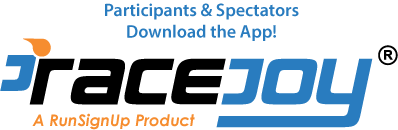 Participants & Spectators
Download the App!
racejoy®
A RunSignUp Product